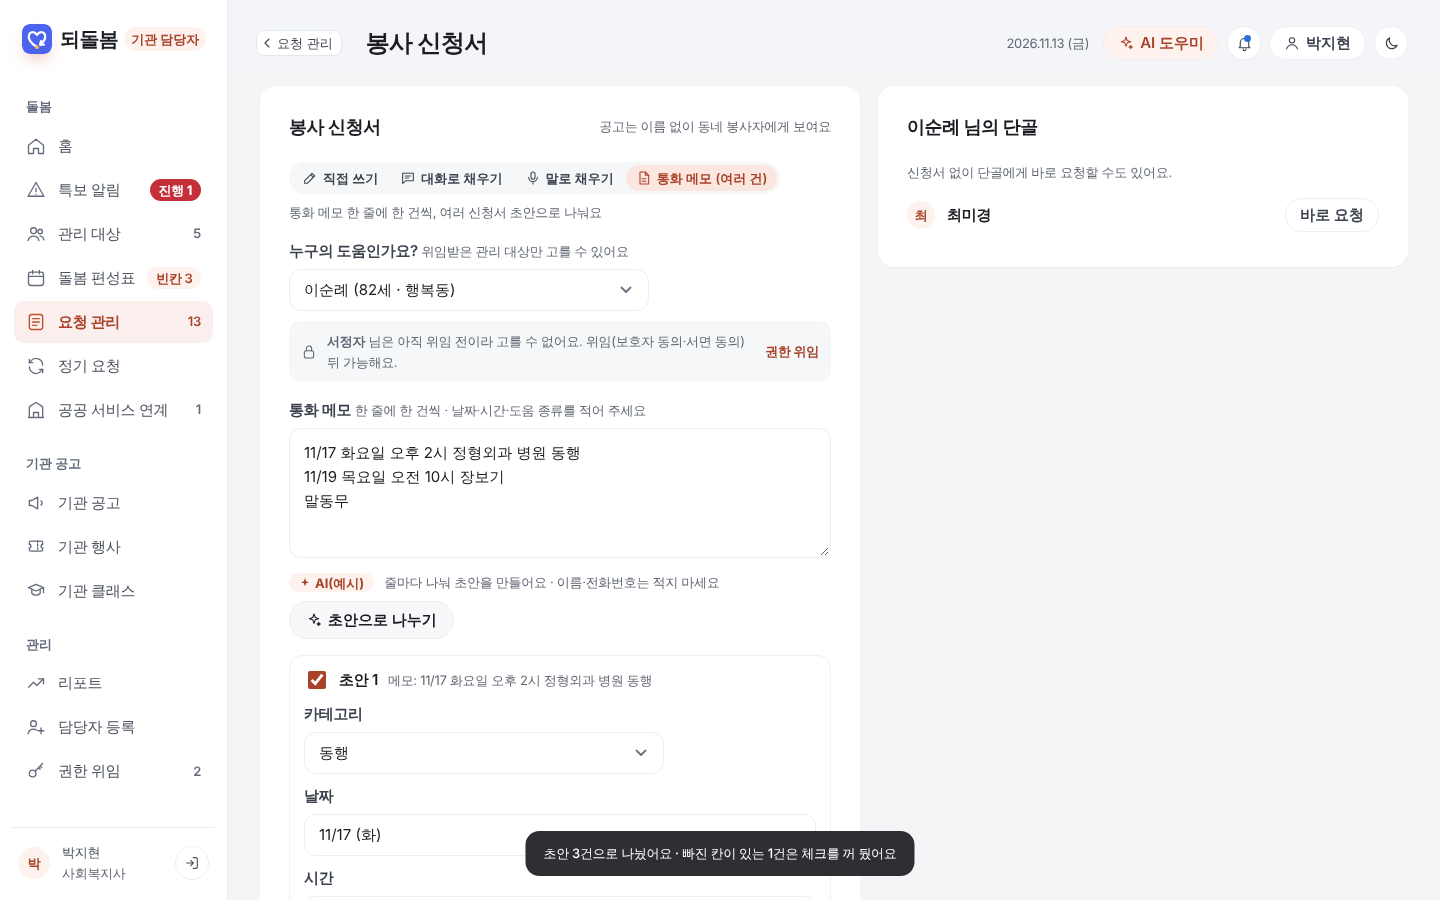 되돌봄 기관 담당자
돌봄
홈
특보 알림 진행 1
관리 대상 5
돌봄 편성표 빈칸 3
요청 관리 13
정기 요청
공공 서비스 연계 1
기관 공고
기관 공고
기관 행사
기관 클래스
관리
리포트
담당자 등록
권한 위임 2
박 박지현
사회복지사
요청 관리 봉사 신청서
2026.11.13 (금) AI 도우미 박지현
봉사 신청서 공고는 이름 없이 동네 봉사자에게 보여요
직접 쓰기 대화로 채우기 말로 채우기 통화 메모 (여러 건)
통화 메모 한 줄에 한 건씩, 여러 신청서 초안으로 나눠요
누구의 도움인가요? 위임받은 관리 대상만 고를 수 있어요
이순례 (82세 · 행복동)
서정자 님은 아직 위임 전이라 고를 수 없어요. 위임(보호자 동의·서면 동의)
뒤 가능해요.
권한 위임
통화 메모 한 줄에 한 건씩 · 날짜·시간·도움 종류를 적어 주세요
11/17 화요일 오후 2시 정형외과 병원 동행
11/19 목요일 오전 10시 장보기
말동무
AI(예시) 줄마다 나눠 초안을 만들어요 · 이름·전화번호는 적지 마세요
초안으로 나누기
초안 1 메모: 11/17 화요일 오후 2시 정형외과 병원 동행
카테고리
동행
날짜
11/17 (화)
시간
이순례 님의 단골
신청서 없이 단골에게 바로 요청할 수도 있어요.
최 최미경 바로 요청
초안 3건으로 나눴어요 · 빠진 칸이 있는 1건은 체크를 꺼 뒀어요